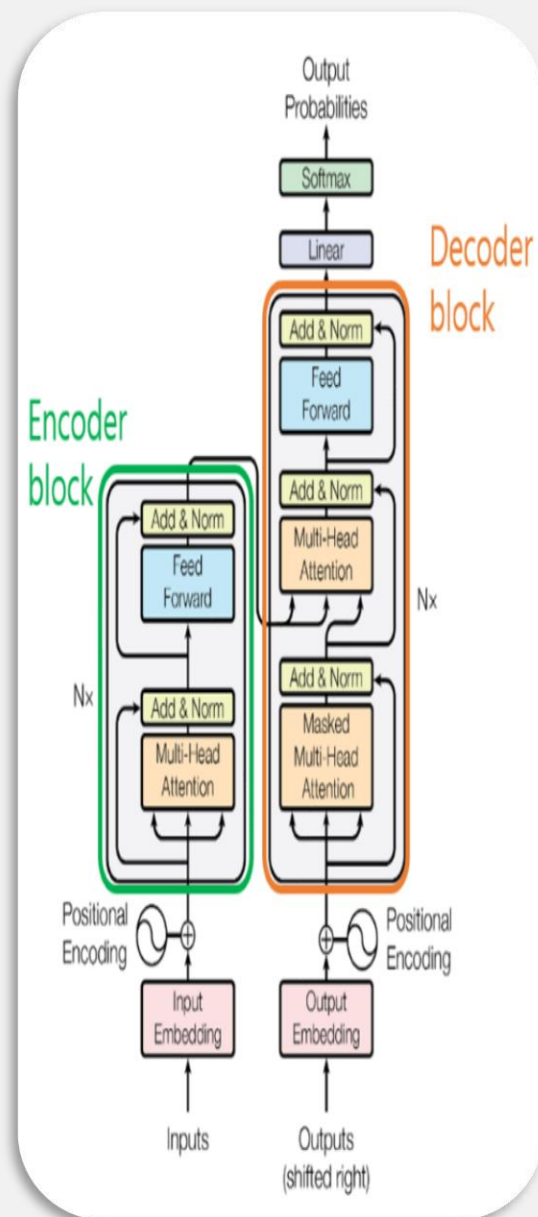 Output
Probabilities
Softmax
Linear
Decoder
block
Add & Norm
Feed
Forward
Add & Norm
Multi-Head
Attention
Nx
Add & Norm
Masked
Multi-Head
Attention
Encoder
block
Add & Norm
Feed
Forward
Nx
Add & Norm
Multi-Head
Attention
Positional
Encoding
Positional
Encoding
Input
Embedding
Output
Embedding
Inputs
Outputs
(shifted right)